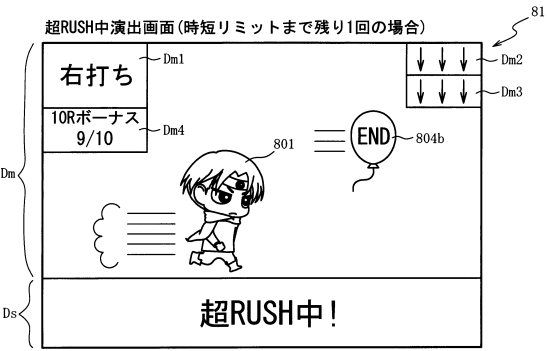 超RUSH中演出画面(時短リミットまで残り1回の場合)
81
右打ち
Dm1
Dm2
Dm3
10Rボーナス
9/10
Dm4
END
804b
801
Dm
Ds
超RUSH中!